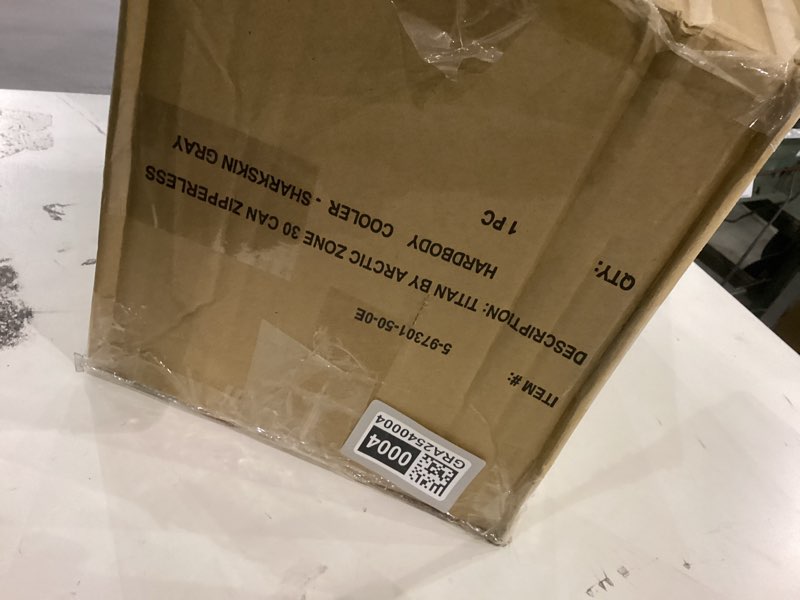 ITEM #: 5-97301-50-0E
DESCRIPTION: TITAN BY ARCTIC ZONE 30 CAN ZIPPERLESS
HARDBODY COOLER - SHARKSKIN GRAY
QTY: 1 PC
0004
GRA2540004